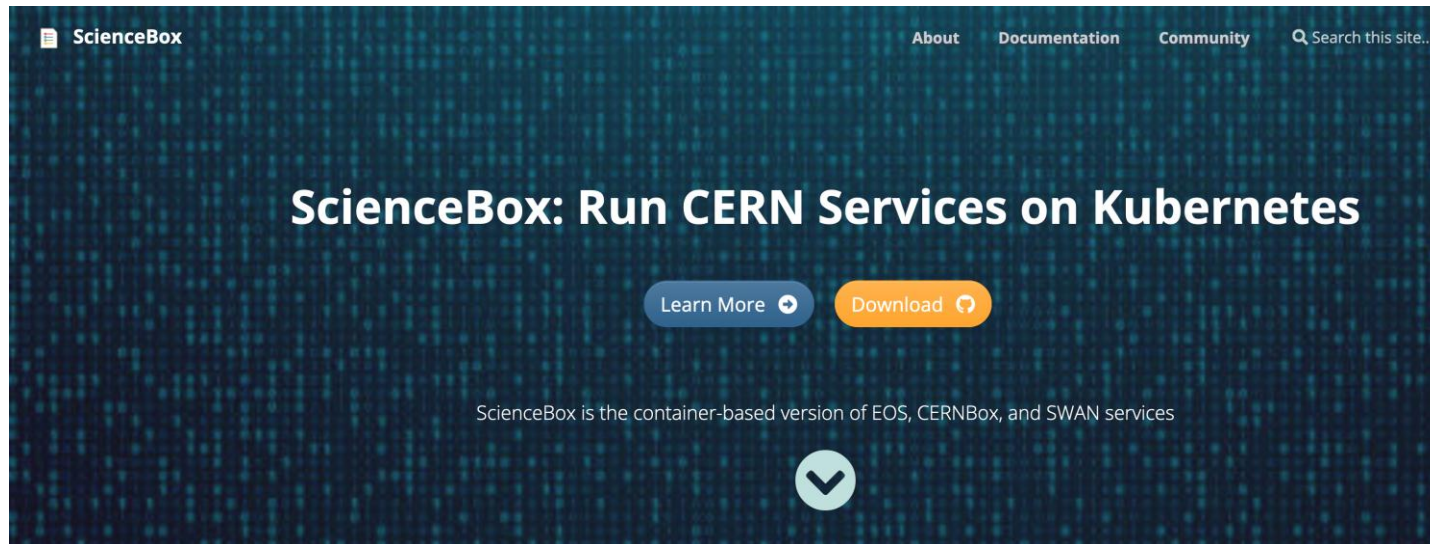 ScienceBox
About Documentation Community Search this site...
ScienceBox: Run CERN Services on Kubernetes
Learn More Download
ScienceBox is the container-based version of EOS, CERNBox, and SWAN services